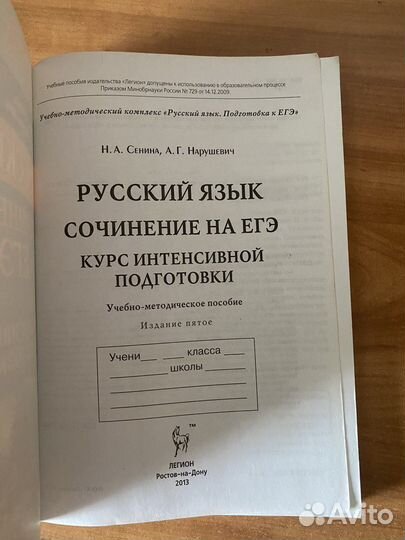 Учебные пособия издательства «Легион» допущены к использованию в образовательном процессе
Приказом Минобрнауки России № 729 от 14.12.2009.
Учебно-методический комплекс «Русский язык. Подготовка к ЕГЭ»
Н. А. Сенина, А. Г. Нарушевич
РУССКИЙ ЯЗЫК
СОЧИНЕНИЕ НА ЕГЭ
КУРС ИНТЕНСИВНОЙ
ПОДГОТОВКИ
Учебно-методическое пособие
Издание пятое
Учени___ ___ класса ___
школы
TM
ЛЕГИОН
Ростов-на-Дону
2013
Avito